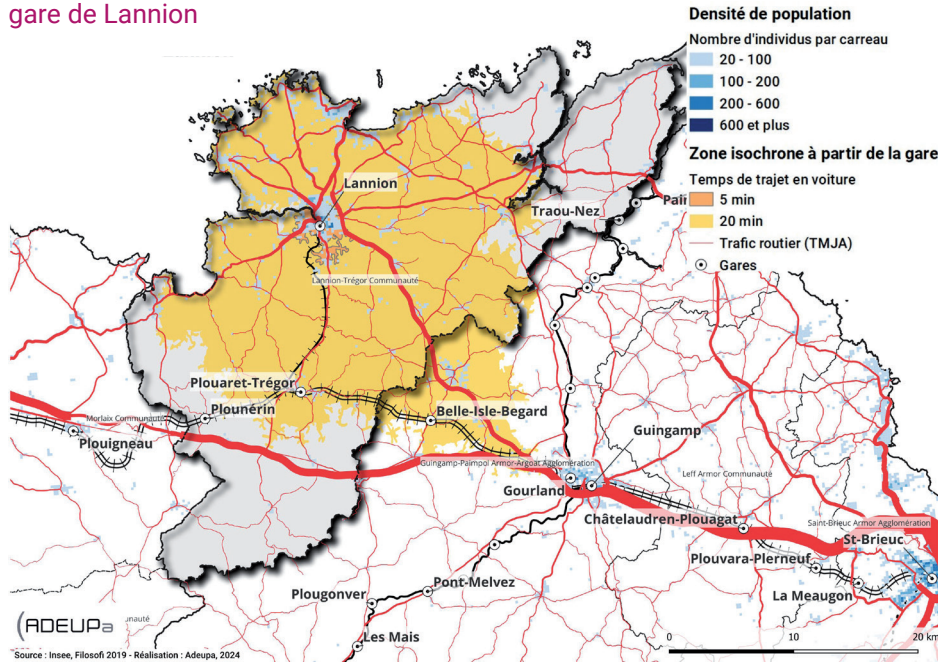 gare de Lannion
Densité de population
Nombre d'individus par carreau
20 - 100
100 - 200
200 - 600
600 et plus
Zone isochrone à partir de la gare
Temps de trajet en voiture
5 min
20 min
Trafic routier (TMJA)
Gares
Lannion
Traou-Nez
Pai
Lannion-Trégor Communauté
Plouaret-Trégor
Plounérin
Belle-Isle-Begard
Morlaix Communauté
Plouigneau
Guingamp
Guingamp-Paimpol Armor-Argoat Agglomération
Leff Armor Communauté
Gourland
Châtelaudren-Plouagat
Saint-Brieuc Armor Agglomération
St-Brieuc
Plouvara-Plerneuf
La Meaugon
Pont-Melvez
Plougonver
Les Mais
nauté
ADEUPa
0 10 20 km
Source : Insee, Filosofi 2019 - Réalisation : Adeupa, 2024